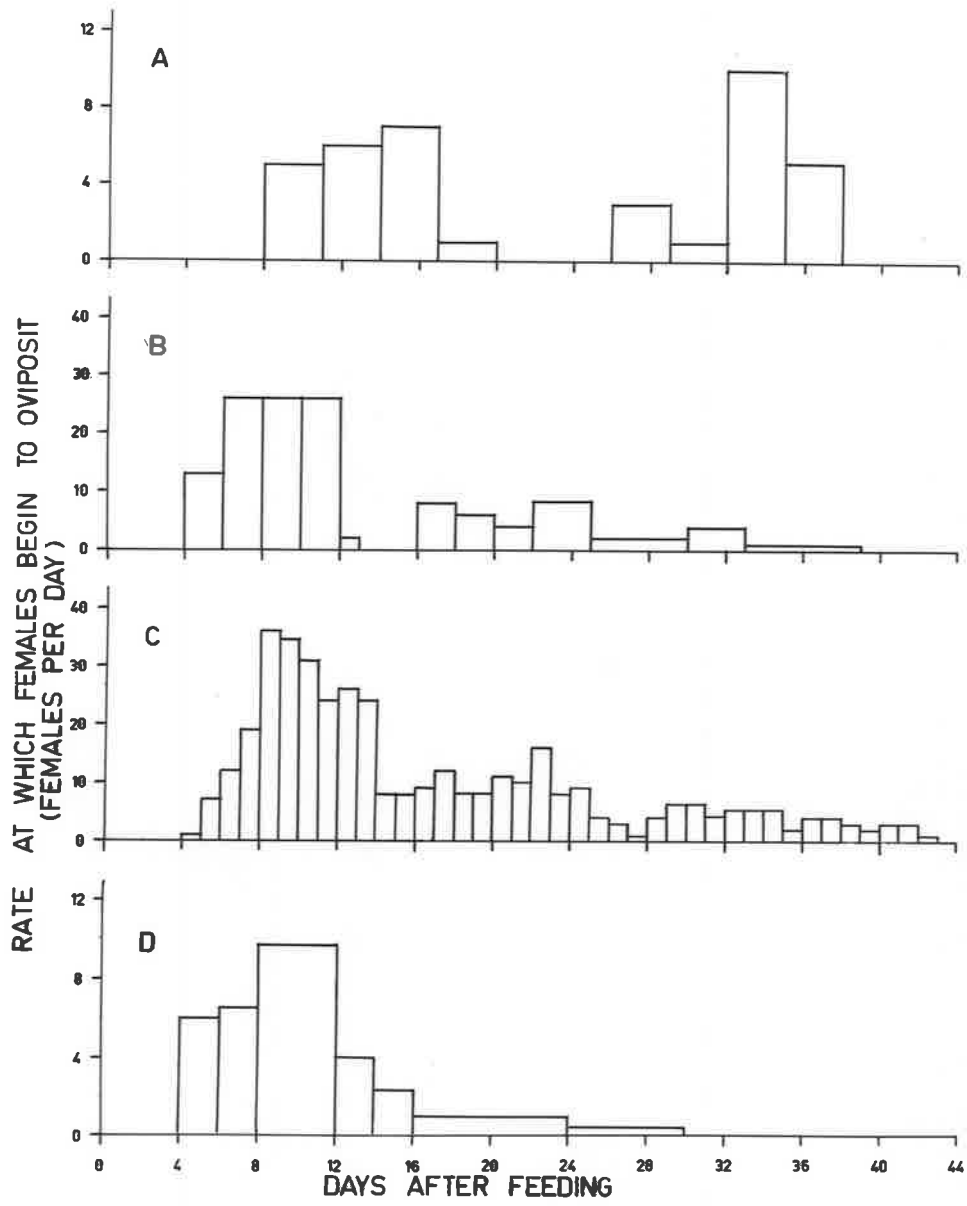 A
12
8
4
0
B
40
30
20
10
0
C
40
30
20
10
0
D
12
8
4
0
0 4 8 12 16 20 24 28 32 36 40 44
DAYS AFTER FEEDING
RATE AT WHICH FEMALES BEGIN TO OVIPOSIT
(FEMALES PER DAY)